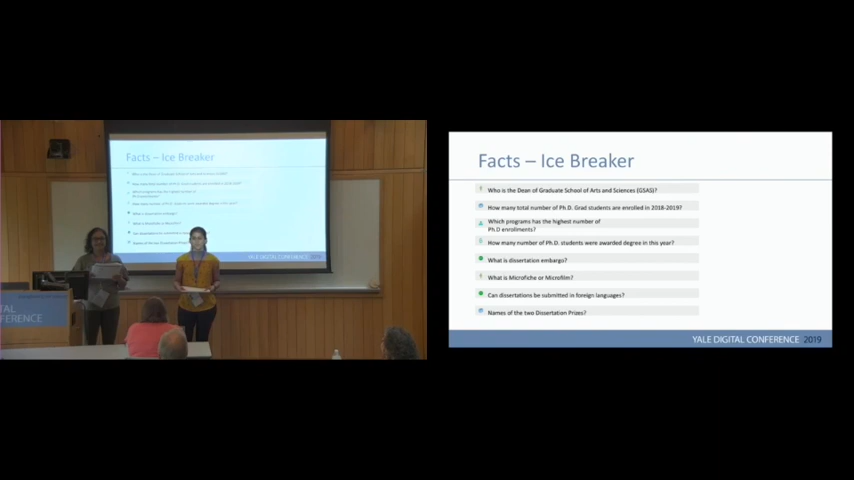 Facts – Ice Breaker
TAL
FERENCE
Facts – Ice Breaker
Who is the Dean of Graduate School of Arts and Sciences (GSAS)?
How many total number of Ph.D. Grad students are enrolled in 2018-2019?
Which programs has the highest number of
Ph.D enrollments?
How many number of Ph.D. students were awarded degree in this year?
What is dissertation embargo?
What is Microfiche or Microfilm?
Can dissertations be submitted in foreign languages?
Names of the two Dissertation Prizes?
YALE DIGITAL CONFERENCE 2019